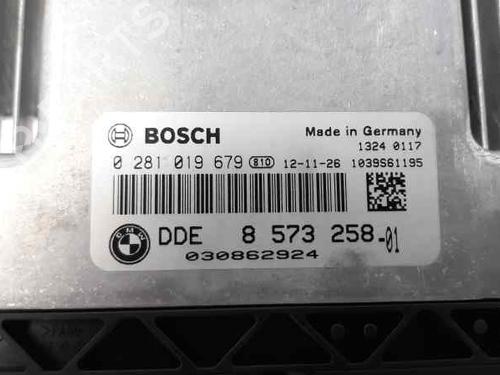 BOSCH
Made in Germany
1324 0117
0 281 019 679 810 12-11-26 1039S61195
BMW DDE 8 573 258-01
030862924